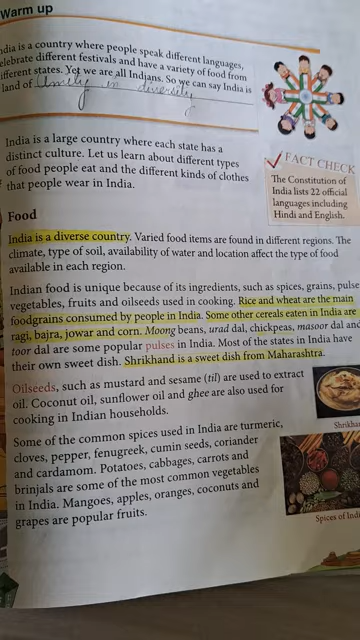 Warm up
ndia is a country where people speak different languages,
elebrate different festivals and have a variety of food from
ifferent states. Yet we are all Indians. So we can say India is
land of Unity in diversity
India is a large country where each state has a
distinct culture. Let us learn about different types
of food people eat and the different kinds of clothes
that people wear in India.
FACT CHECK
The Constitution of
India lists 22 official
languages including
Hindi and English.
Food
India is a diverse country. Varied food items are found in different regions. The
climate, type of soil, availability of water and location affect the type of food
available in each region.
Indian food is unique because of its ingredients, such as spices, grains, pulse
vegetables, fruits and oilseeds used in cooking. Rice and wheat are the main
foodgrains consumed by people in India. Some other cereals eaten in India are
ragi, bajra, jowar and corn. Moong beans, urad dal, chickpeas, masoor dal and
toor dal are some popular pulses in India. Most of the states in India have
their own sweet dish. Shrikhand is a sweet dish from Maharashtra.
Oilseeds, such as mustard and sesame (til) are used to extract
oil. Coconut oil, sunflower oil and ghee are also used for
cooking in Indian households.
Shrikhan
Some of the common spices used in India are turmeric,
cloves, pepper, fenugreek, cumin seeds, coriander
and cardamom. Potatoes, cabbages, carrots and
brinjals are some of the most common vegetables
in India. Mangoes, apples, oranges, coconuts and
grapes are popular fruits.
Spices of Indi